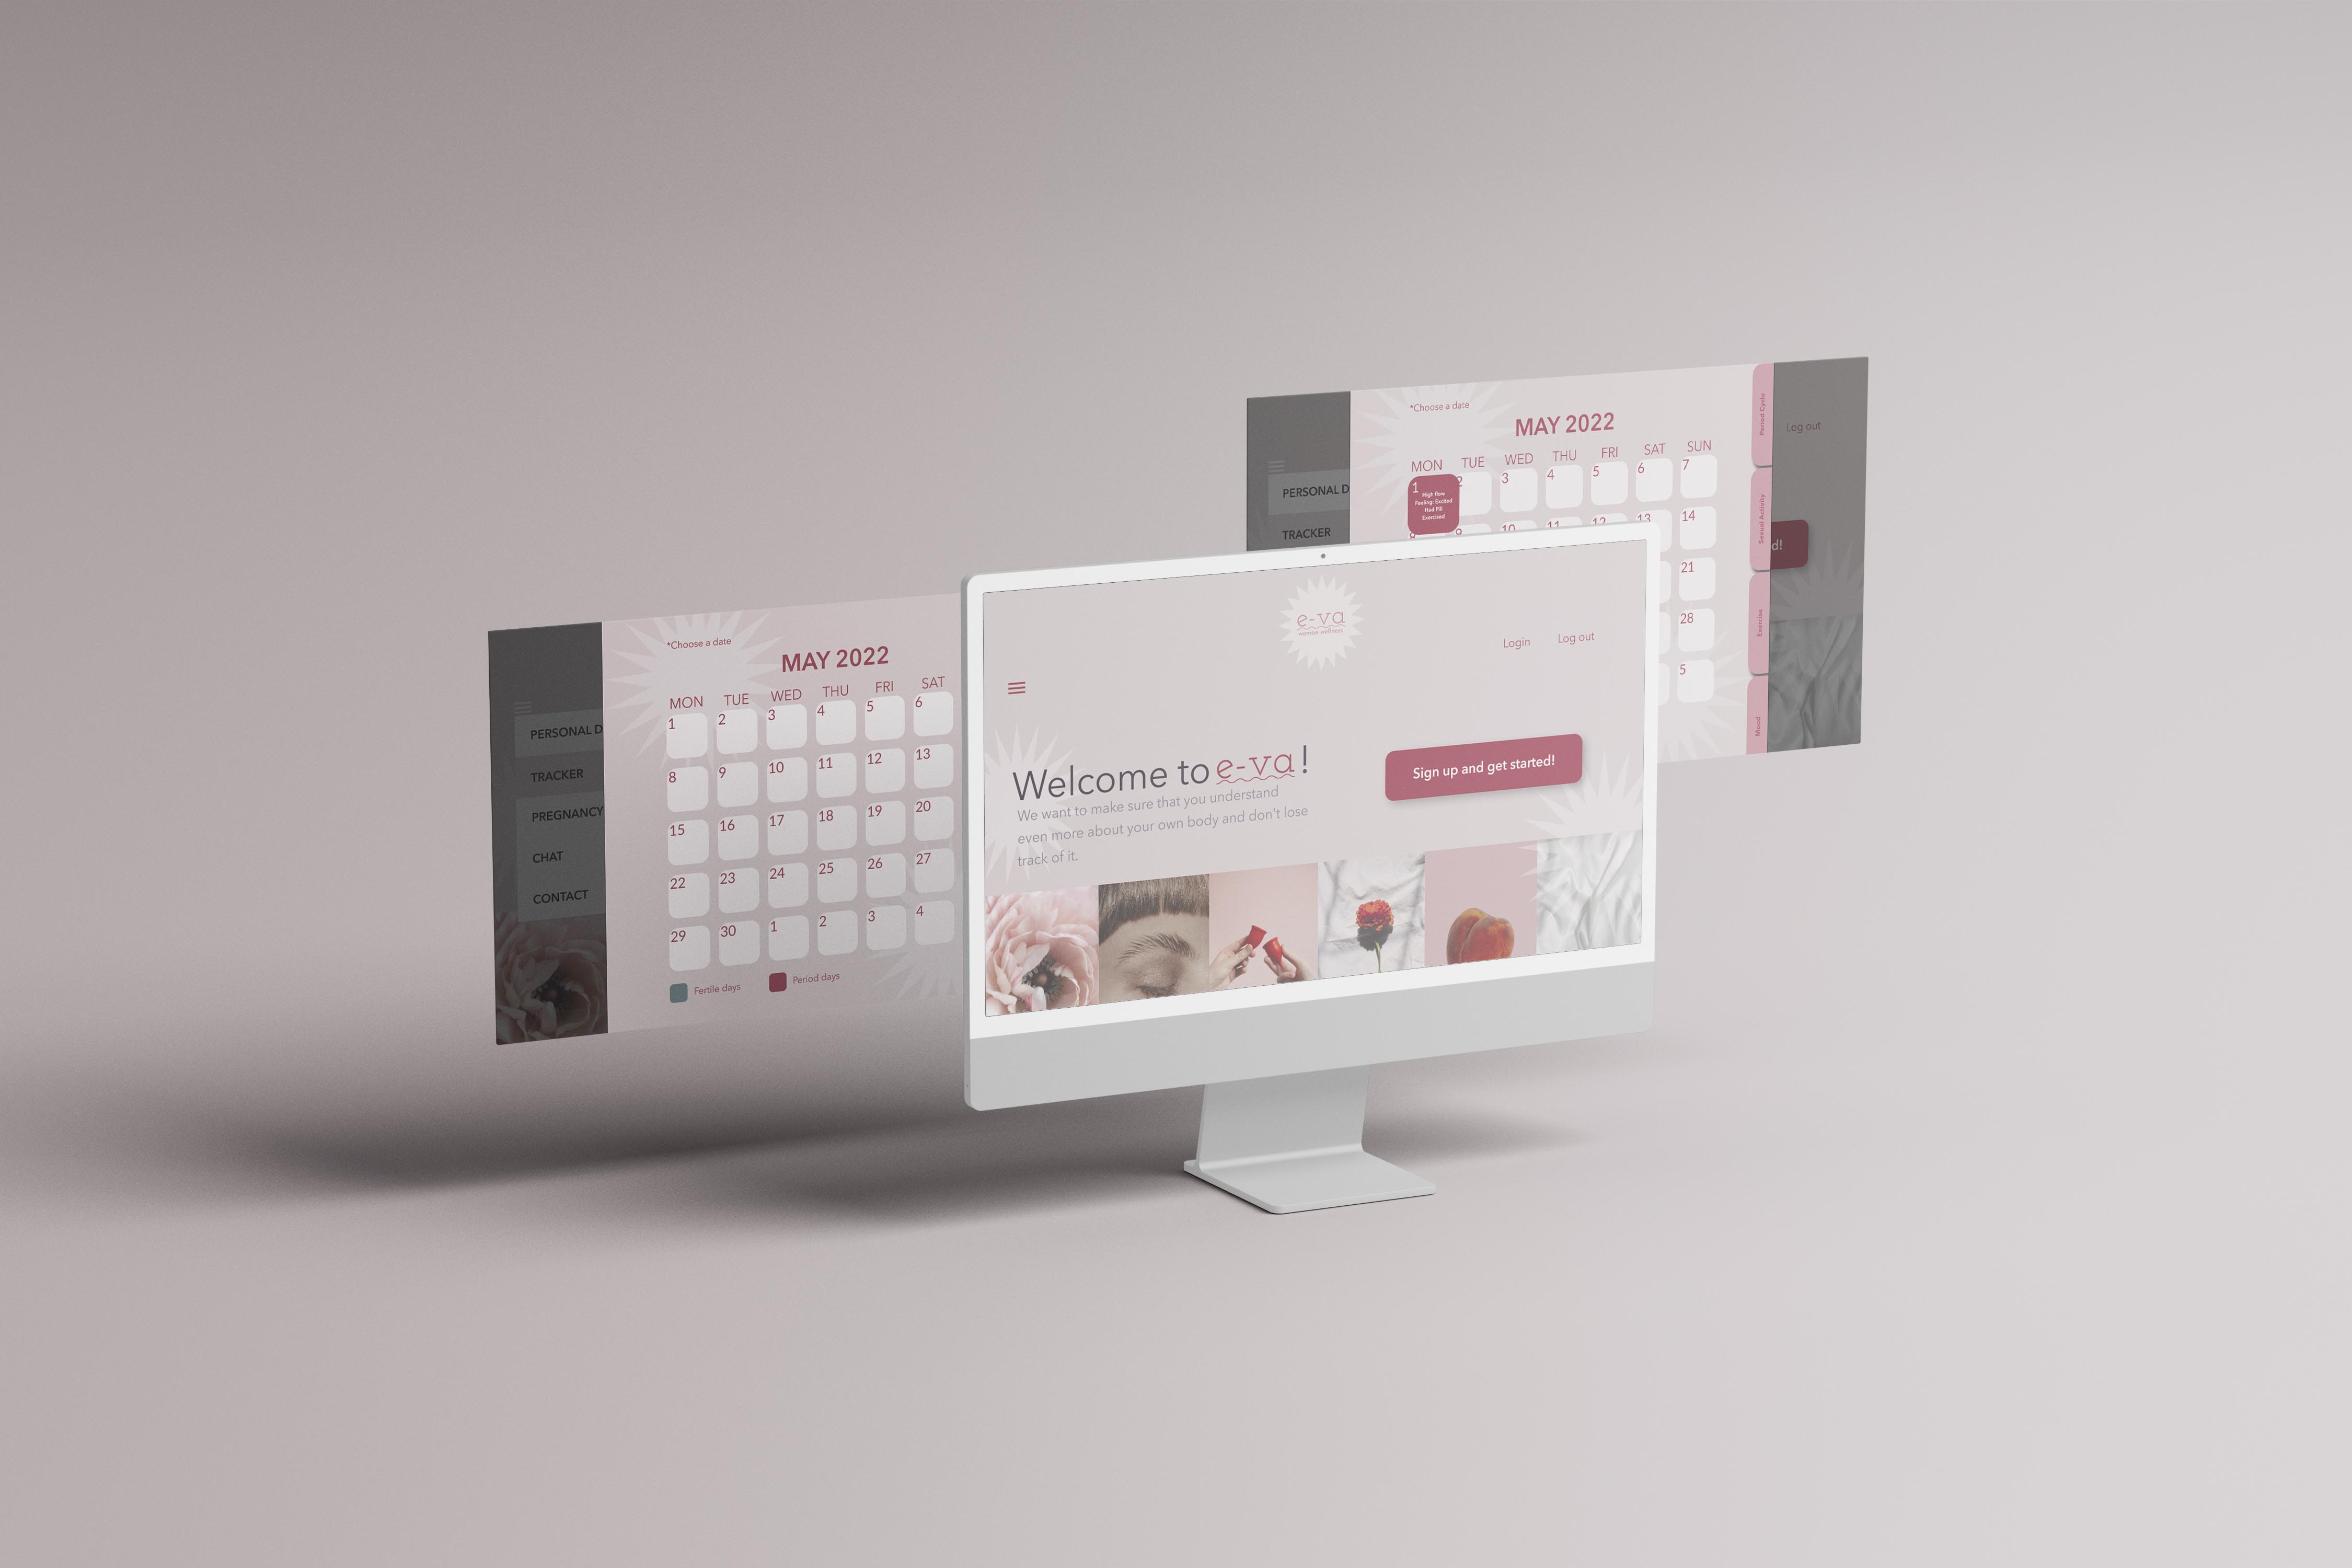 *Choose a date
MAY 2022
MON TUE WED THU FRI SAT
1 2 3 4 5 6
8 9 10 11 12 13
15 16 17 18 19 20
22 23 24 25 26 27
29 30 1 2 3 4
Fertile days Period days
PERSONAL D
TRACKER
PREGNANCY
CHAT
CONTACT
e-va
woman wellness
Login Log out
Welcome to e-va!
We want to make sure that you understand
even more about your own body and don't lose
track of it.
Sign up and get started!
*Choose a date
MAY 2022
MON TUE WED THU FRI SAT SUN
1 2 3 4 5 6 7
High flow
Feeling: Excited
Had Pill
Exercised
8 9 10 11 12 13 14
21
28
5
PERSONAL D
TRACKER
Period Cycle
Sexual Activity
Exercise
Mood
Log out
d!